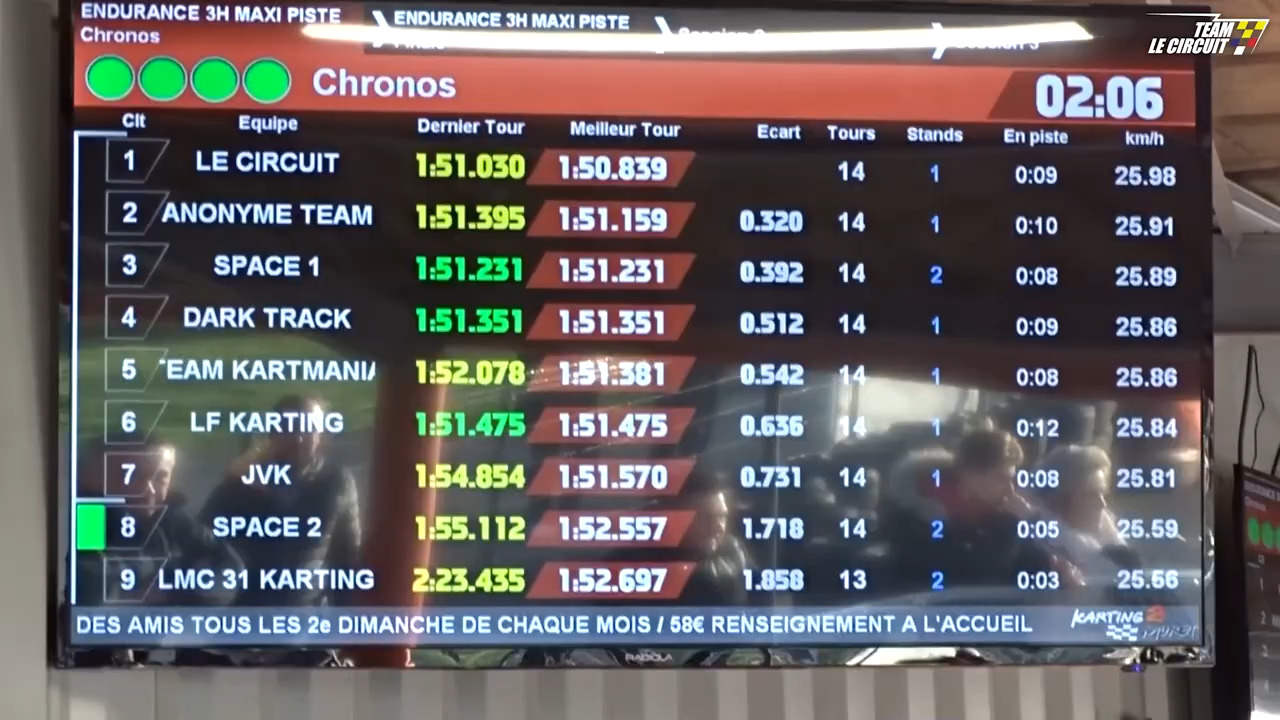 ENDURANCE 3H MAXI PISTE
Chronos
ENDURANCE 3H MAXI PISTE
TEAM
LE CIRCUIT
Chronos
02:06
Clt Equipe Dernier Tour Meilleur Tour Ecart Tours Stands En piste km/h
1 LE CIRCUIT 1:51.030 1:50.839 14 1 0:09 25.98
2 ANONYME TEAM 1:51.395 1:51.159 0.320 14 1 0:10 25.91
3 SPACE 1 1:51.231 1:51.231 0.392 14 2 0:08 25.89
4 DARK TRACK 1:51.351 1:51.351 0.512 14 1 0:09 25.86
5 TEAM KARTMANIA 1:52.078 1:51.381 0.542 14 1 0:08 25.86
6 LF KARTING 1:51.475 1:51.475 0.636 14 1 0:12 25.84
7 JVK 1:54.854 1:51.570 0.731 14 1 0:08 25.81
8 SPACE 2 1:55.112 1:52.557 1.718 14 2 0:05 25.59
9 LMC 31 KARTING 2:23.435 1:52.697 1.858 13 2 0:03 25.56
DES AMIS TOUS LES 2e DIMANCHE DE CHAQUE MOIS / 58€ RENSEIGNEMENT A L'ACCUEIL
KARTING
MURET
RADIOLA